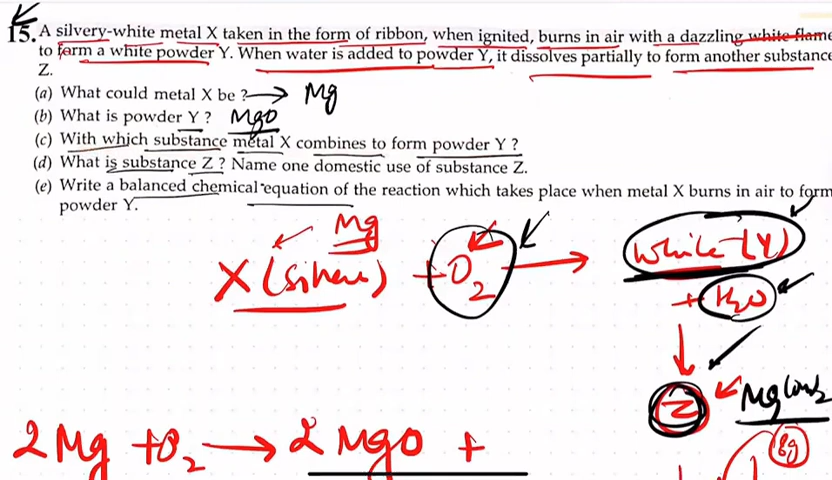 15. A silvery-white metal X taken in the form of ribbon, when ignited, burns in air with a dazzling white flame
to form a white powder Y. When water is added to powder Y, it dissolves partially to form another substance
Z.
(a) What could metal X be ? → Mg
(b) What is powder Y ? MgO
(c) With which substance metal X combines to form powder Y ?
(d) What is substance Z ? Name one domestic use of substance Z.
(e) Write a balanced chemical equation of the reaction which takes place when metal X burns in air to form
powder Y.
Mg
X + O₂ → White (Y)
+ H₂O
Z
2Mg + O₂ → 2MgO +